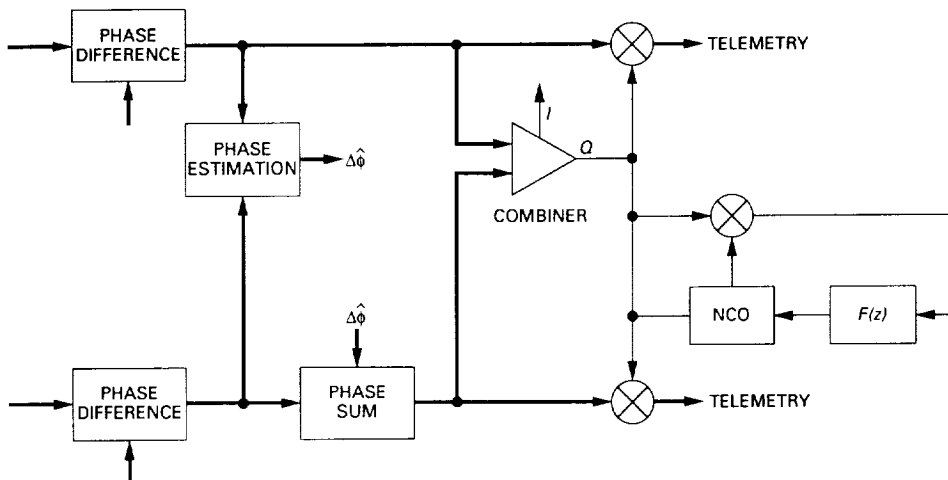 PHASE
DIFFERENCE
TELEMETRY
I
PHASE
ESTIMATION
Δφ̂
Q
COMBINER
NCO
F(z)
Δφ̂
PHASE
DIFFERENCE
PHASE
SUM
TELEMETRY